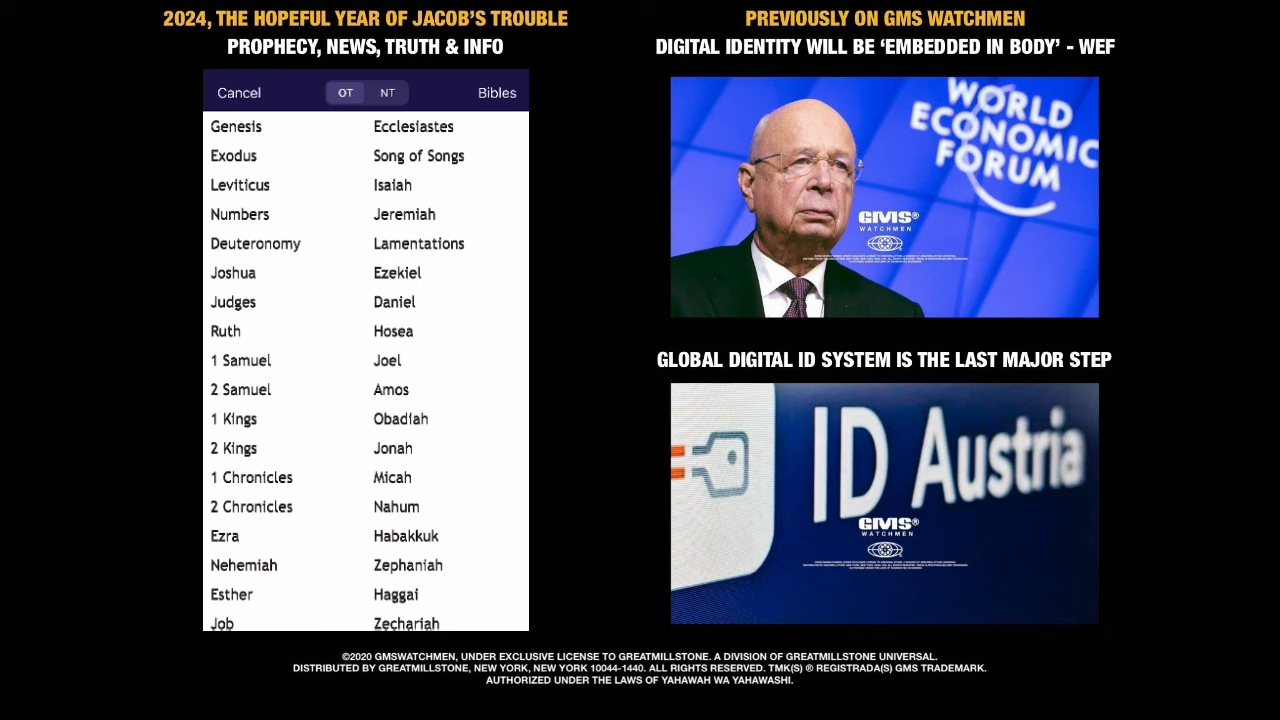 2024, THE HOPEFUL YEAR OF JACOB'S TROUBLE
PROPHECY, NEWS, TRUTH & INFO
Cancel OT NT Bibles
Genesis Ecclesiastes
Exodus Song of Songs
Leviticus Isaiah
Numbers Jeremiah
Deuteronomy Lamentations
Joshua Ezekiel
Judges Daniel
Ruth Hosea
1 Samuel Joel
2 Samuel Amos
1 Kings Obadiah
2 Kings Jonah
1 Chronicles Micah
2 Chronicles Nahum
Ezra Habakkuk
Nehemiah Zephaniah
Esther Haggai
Job Zechariah
PREVIOUSLY ON GMS WATCHMEN
DIGITAL IDENTITY WILL BE ‘EMBEDDED IN BODY’ - WEF
WORLD
ECONOMIC
FORUM
GMS®
WATCHMEN
GLOBAL DIGITAL ID SYSTEM IS THE LAST MAJOR STEP
ID Austria
GMS®
WATCHMEN
©2020 GMSWATCHMEN, UNDER EXCLUSIVE LICENSE TO GREATMILLSTONE. A DIVISION OF GREATMILLSTONE UNIVERSAL.
DISTRIBUTED BY GREATMILLSTONE, NEW YORK, NEW YORK 10044-1440. ALL RIGHTS RESERVED. TMK(S) ® REGISTRADA(S) GMS TRADEMARK.
AUTHORIZED UNDER THE LAWS OF YAHAWAH WA YAHAWASHI.